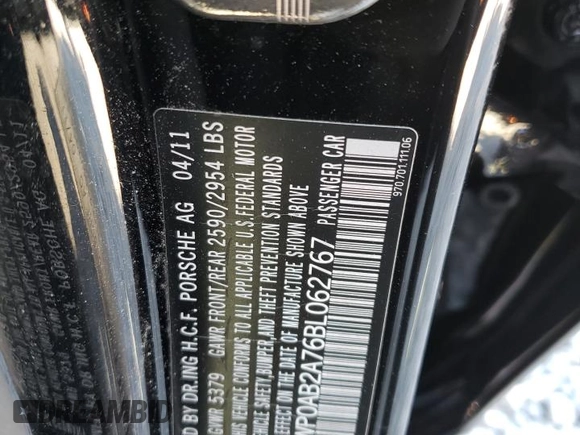 MFD BY DR.ING H.C.F. PORSCHE AG 04/11
GVWR 5379 GAWR FRONT/REAR 2590/2954 LBS
THIS VEHICLE CONFORMS TO ALL APPLICABLE U.S. FEDERAL MOTOR
VEHICLE SAFETY, BUMPER, AND THEFT PREVENTION STANDARDS
IN EFFECT ON THE DATE OF MANUFACTURE SHOWN ABOVE
WP0AB2A76BL062767 PASSENGER CAR
970.701.111.06
DREAMBID